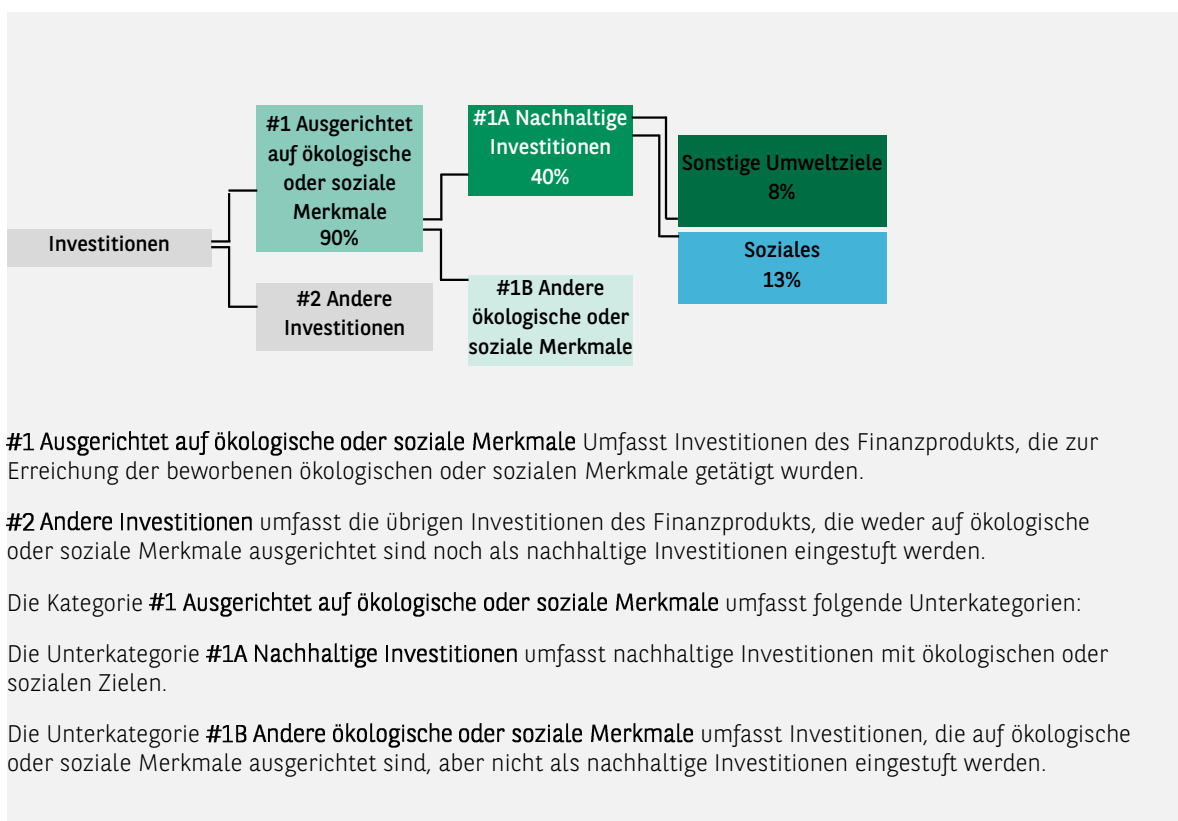 Investitionen
#1 Ausgerichtet
auf ökologische
oder soziale
Merkmale
90%
#2 Andere
Investitionen
#1A Nachhaltige
Investitionen
40%
#1B Andere
ökologische oder
soziale Merkmale
Sonstige Umweltziele
8%
Soziales
13%
#1 Ausgerichtet auf ökologische oder soziale Merkmale Umfasst Investitionen des Finanzprodukts, die zur
Erreichung der beworbenen ökologischen oder sozialen Merkmale getätigt wurden.
#2 Andere Investitionen umfasst die übrigen Investitionen des Finanzprodukts, die weder auf ökologische
oder soziale Merkmale ausgerichtet sind noch als nachhaltige Investitionen eingestuft werden.
Die Kategorie #1 Ausgerichtet auf ökologische oder soziale Merkmale umfasst folgende Unterkategorien:
Die Unterkategorie #1A Nachhaltige Investitionen umfasst nachhaltige Investitionen mit ökologischen oder
sozialen Zielen.
Die Unterkategorie #1B Andere ökologische oder soziale Merkmale umfasst Investitionen, die auf ökologische
oder soziale Merkmale ausgerichtet sind, aber nicht als nachhaltige Investitionen eingestuft werden.